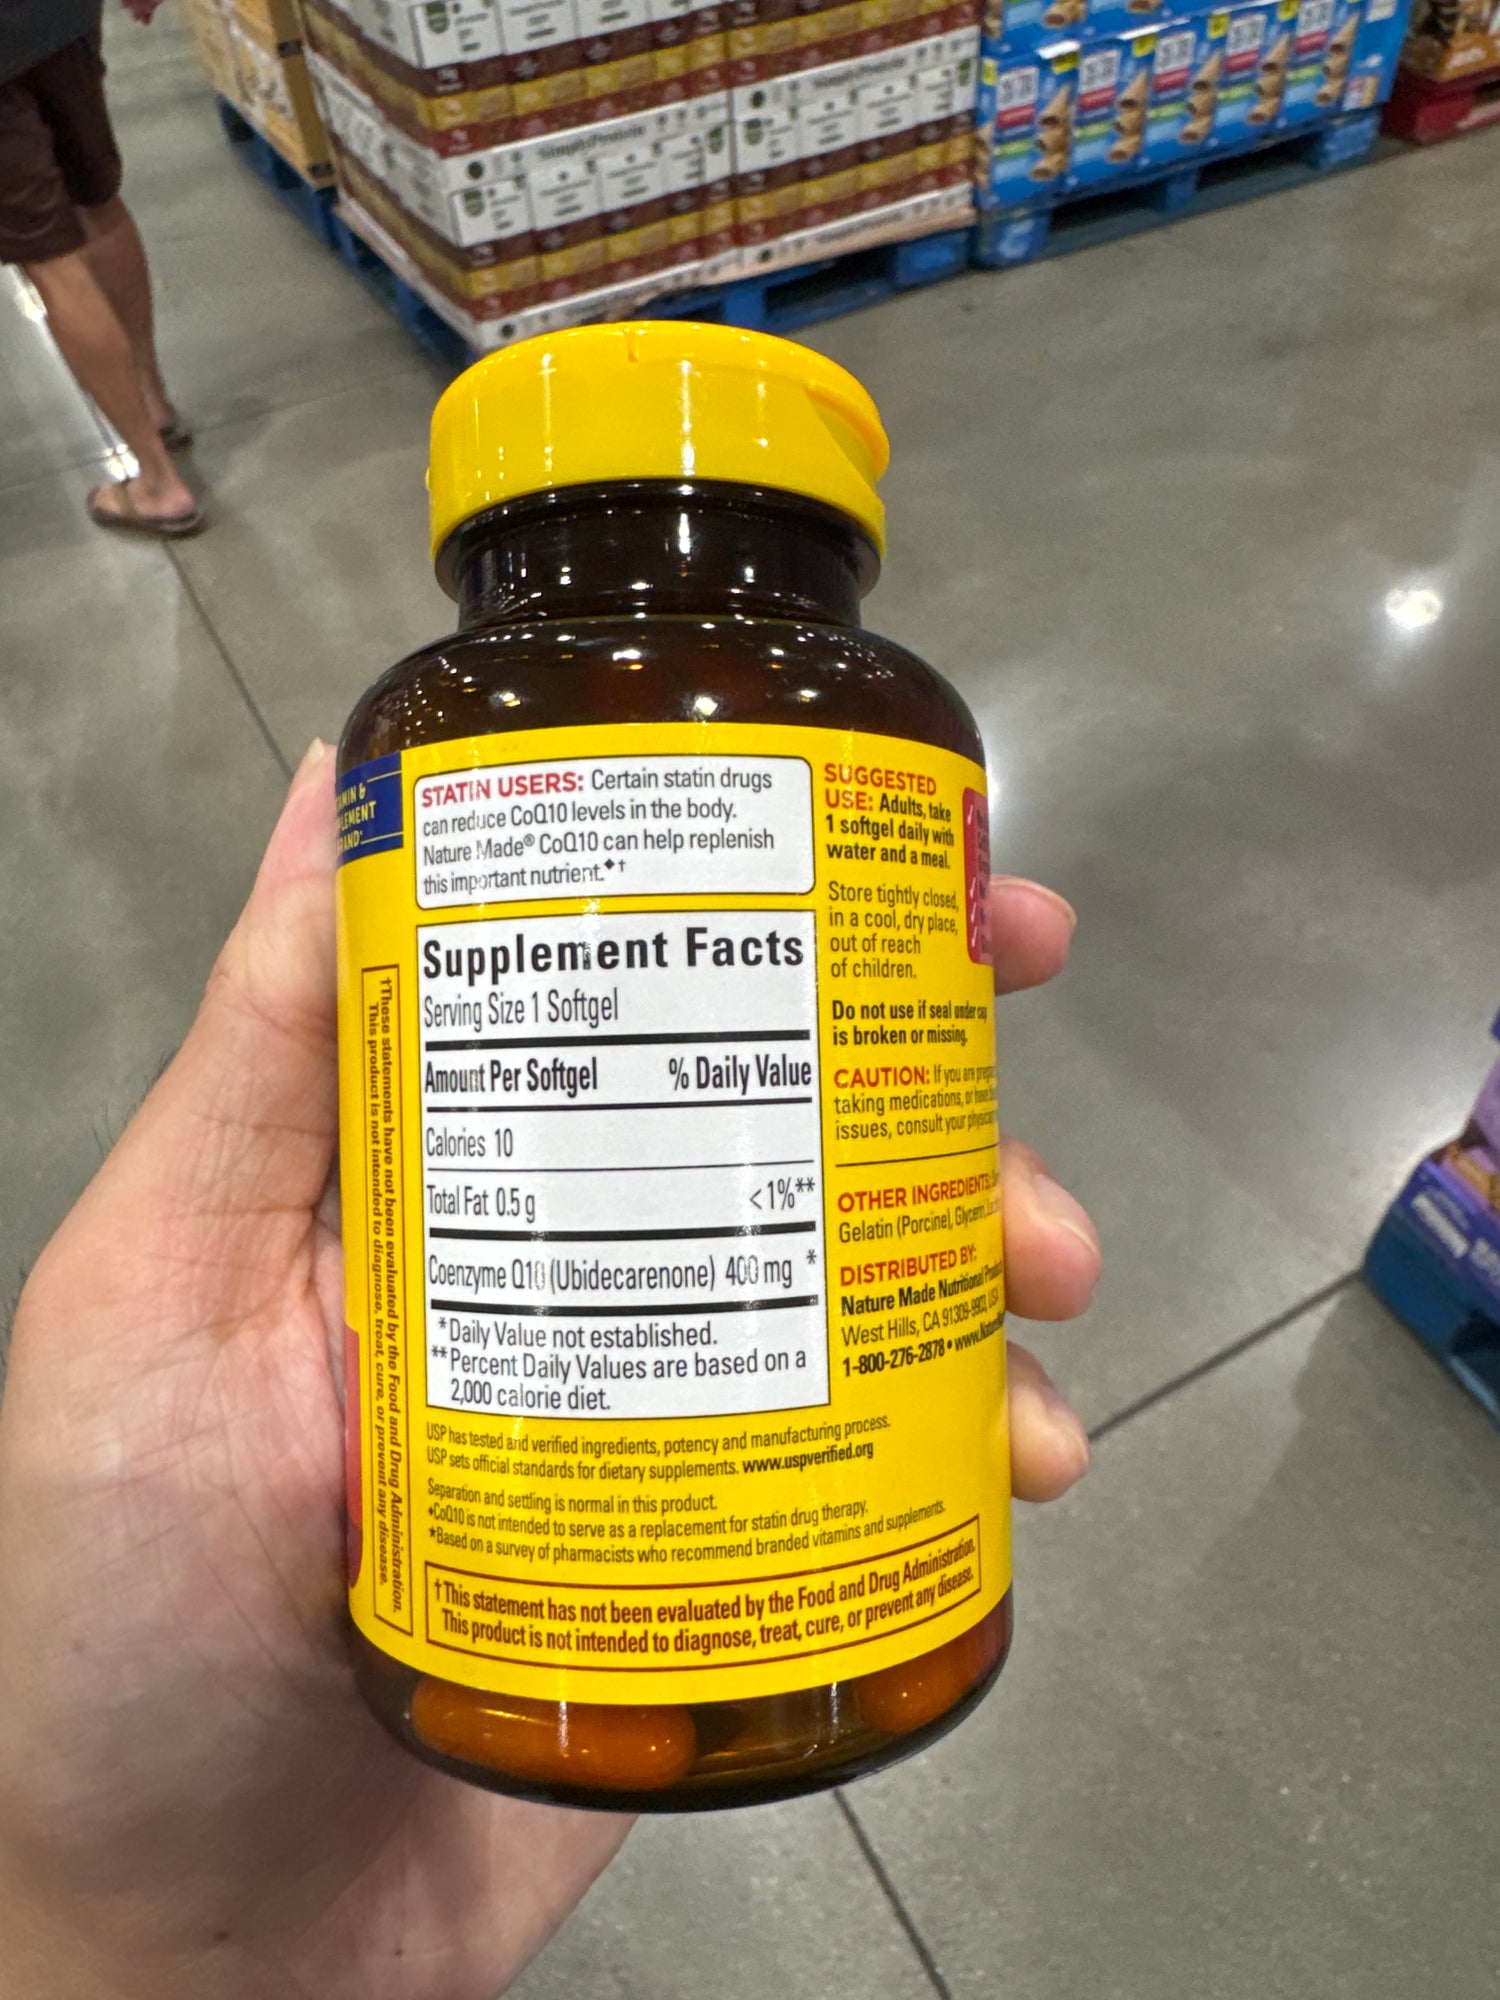 STATIN USERS: Certain statin drugs
can reduce CoQ10 levels in the body.
Nature Made® CoQ10 can help replenish
this important nutrient.◆†
Supplement Facts
Serving Size 1 Softgel
Amount Per Softgel % Daily Value
Calories 10
Total Fat 0.5 g <1%**
Coenzyme Q10 (Ubidecarenone) 400 mg *
*Daily Value not established.
**Percent Daily Values are based on a
2,000 calorie diet.
SUGGESTED
USE: Adults, take
1 softgel daily with
water and a meal.
Store tightly closed,
in a cool, dry place,
out of reach
of children.
Do not use if seal under cap
is broken or missing.
CAUTION: If you are
taking medications, or have
issues, consult your
OTHER INGREDIENTS:
Gelatin (Porcine), Glycerin,
DISTRIBUTED BY:
Nature Made Nutritional
West Hills, CA 91309-9903, USA
1-800-276-2878 •
USP has tested and verified ingredients, potency and manufacturing process.
USP sets official standards for dietary supplements. www.uspverified.org
Separation and settling is normal in this product.
◆CoQ10 is not intended to serve as a replacement for statin drug therapy.
*Based on a survey of pharmacists who recommend branded vitamins and supplements.
†This statement has not been evaluated by the Food and Drug Administration.
This product is not intended to diagnose, treat, cure, or prevent any disease.
†These statements have not been evaluated by the Food and Drug Administration.
This product is not intended to diagnose, treat, cure, or prevent any disease.